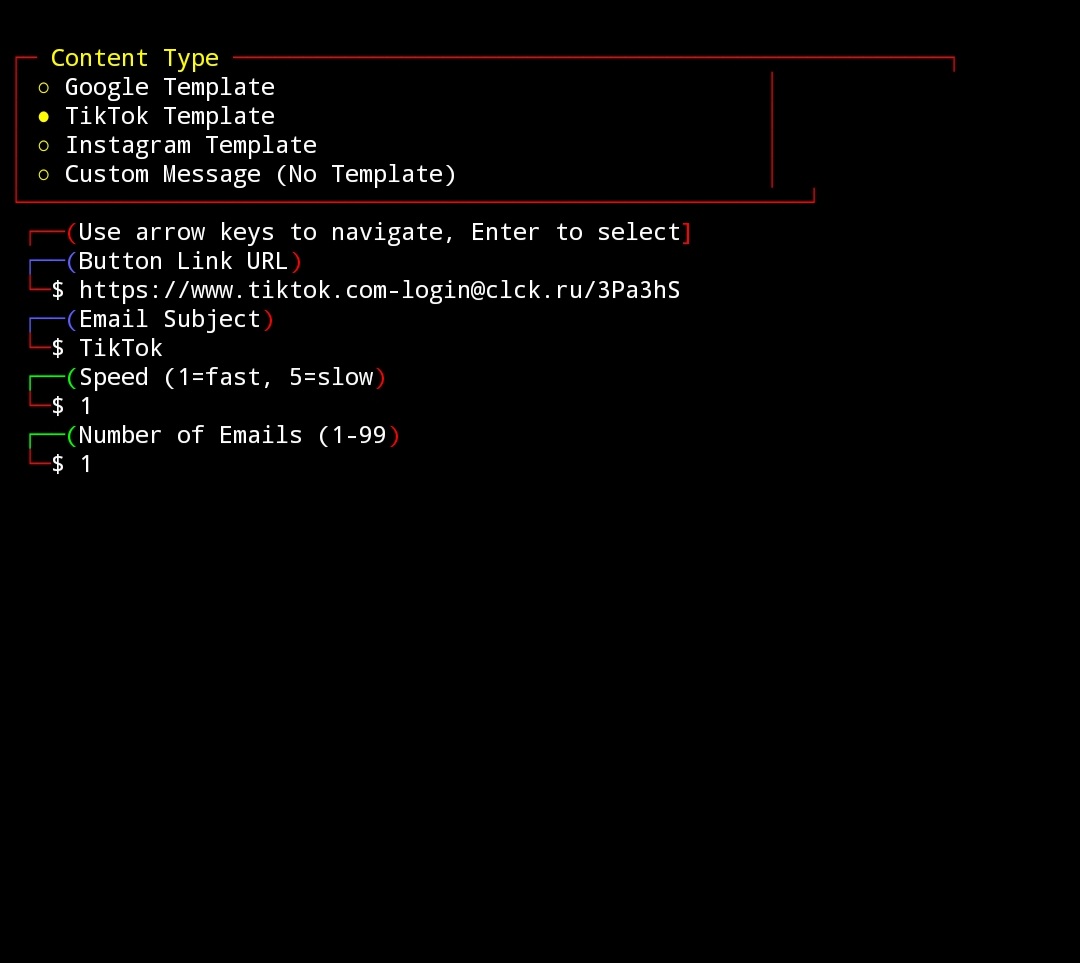 Content Type
○ Google Template
● TikTok Template
○ Instagram Template
○ Custom Message (No Template)
(Use arrow keys to navigate, Enter to select]
(Button Link URL)
$ https://www.tiktok.com-login@clck.ru/3Pa3hS
(Email Subject)
$ TikTok
(Speed (1=fast, 5=slow)
$ 1
(Number of Emails (1-99)
$ 1